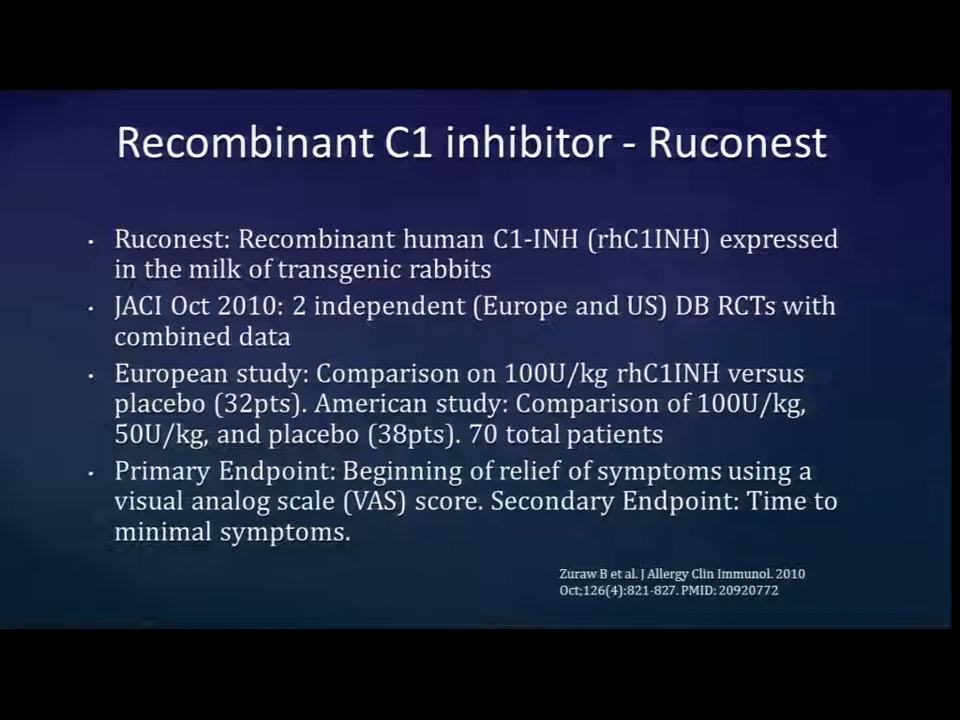 Recombinant C1 inhibitor - Ruconest
• Ruconest: Recombinant human C1-INH (rhC1INH) expressed
in the milk of transgenic rabbits
• JACI Oct 2010: 2 independent (Europe and US) DB RCTs with
combined data
• European study: Comparison on 100U/kg rhC1INH versus
placebo (32pts). American study: Comparison of 100U/kg,
50U/kg, and placebo (38pts). 70 total patients
• Primary Endpoint: Beginning of relief of symptoms using a
visual analog scale (VAS) score. Secondary Endpoint: Time to
minimal symptoms.
Zuraw B et al. J Allergy Clin Immunol. 2010
Oct;126(4):821-827. PMID: 20920772